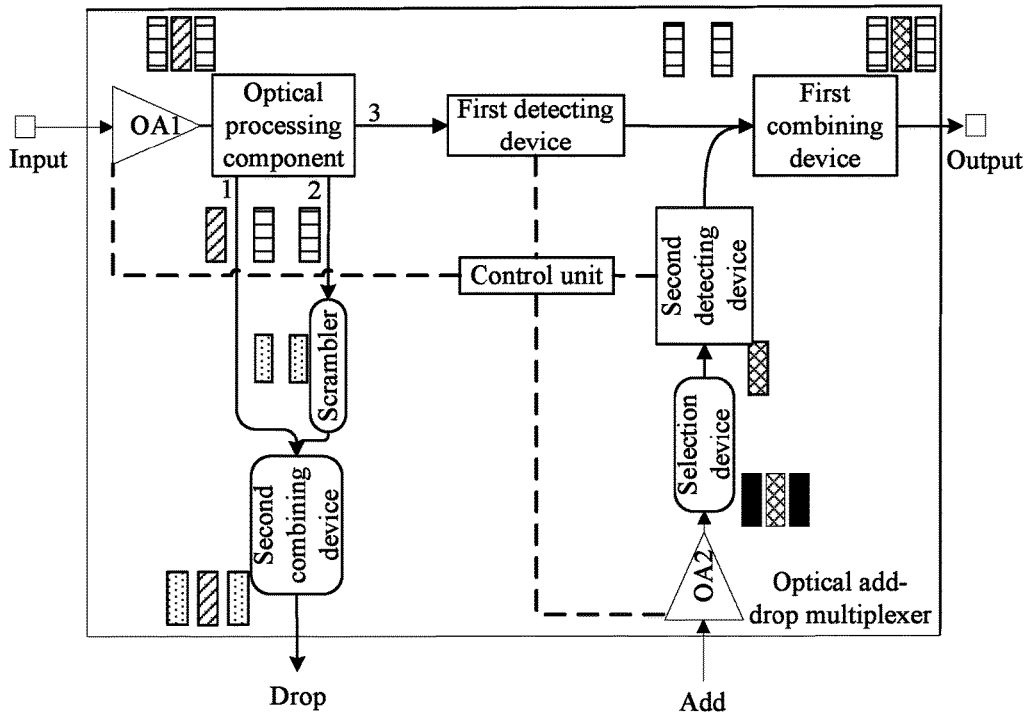 Input
OA1
Optical
processing
component
3
1
2
First detecting
device
First
combining
device
Output
Control unit
Second
detecting
device
Scrambler
Selection
device
Second
combining
device
OA2
Optical add-
drop multiplexer
Drop
Add